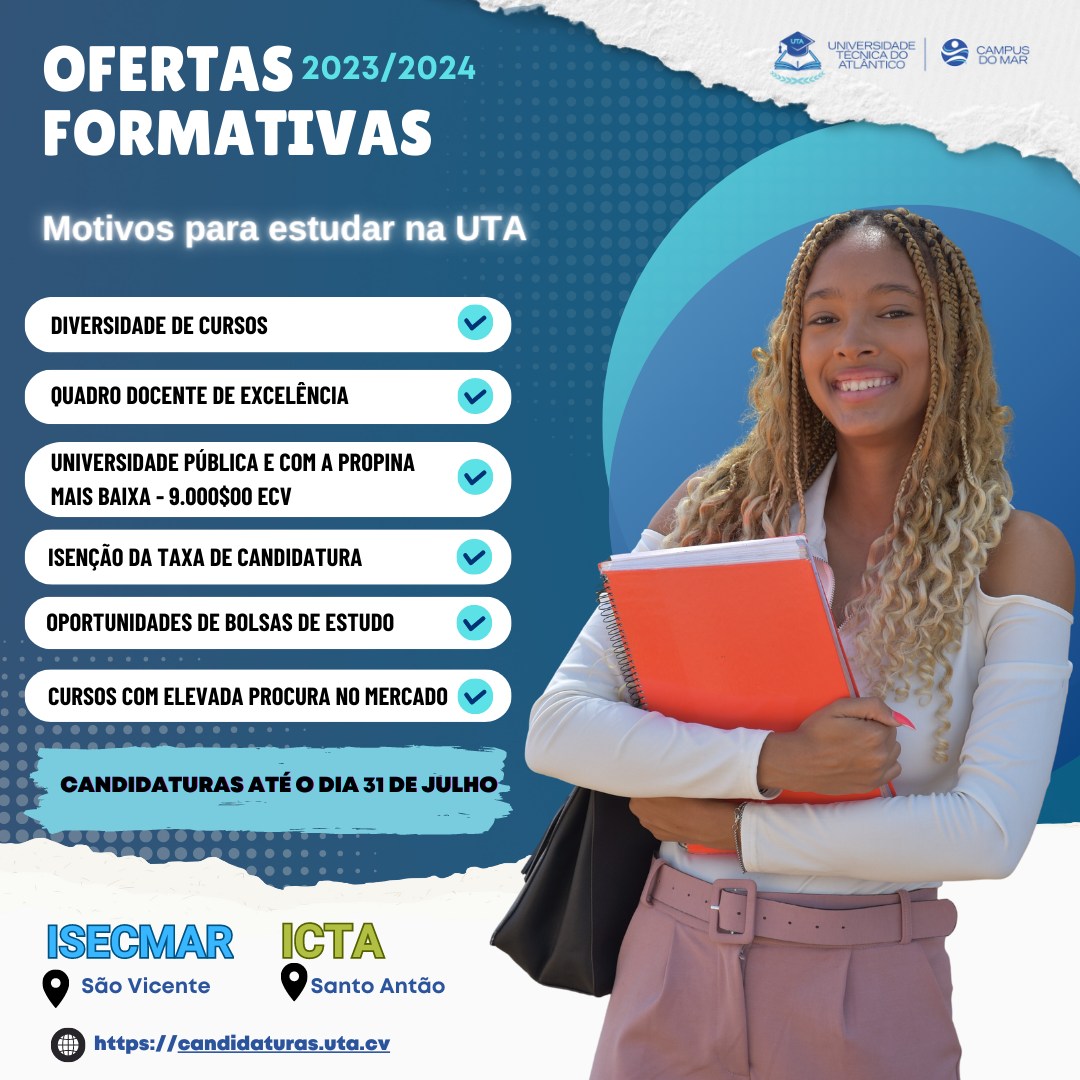 OFERTAS 2023/2024
FORMATIVAS
UTA
UNIVERSIDADE
TÉCNICA DO
ATLÂNTICO
CAMPUS
DO MAR
Motivos para estudar na UTA
DIVERSIDADE DE CURSOS
QUADRO DOCENTE DE EXCELÊNCIA
UNIVERSIDADE PÚBLICA E COM A PROPINA
MAIS BAIXA - 9.000$00 ECV
ISENÇÃO DA TAXA DE CANDIDATURA
OPORTUNIDADES DE BOLSAS DE ESTUDO
CURSOS COM ELEVADA PROCURA NO MERCADO
CANDIDATURAS ATÉ O DIA 31 DE JULHO
ISECMAR
São Vicente
ICTA
Santo Antão
https://candidaturas.uta.cv